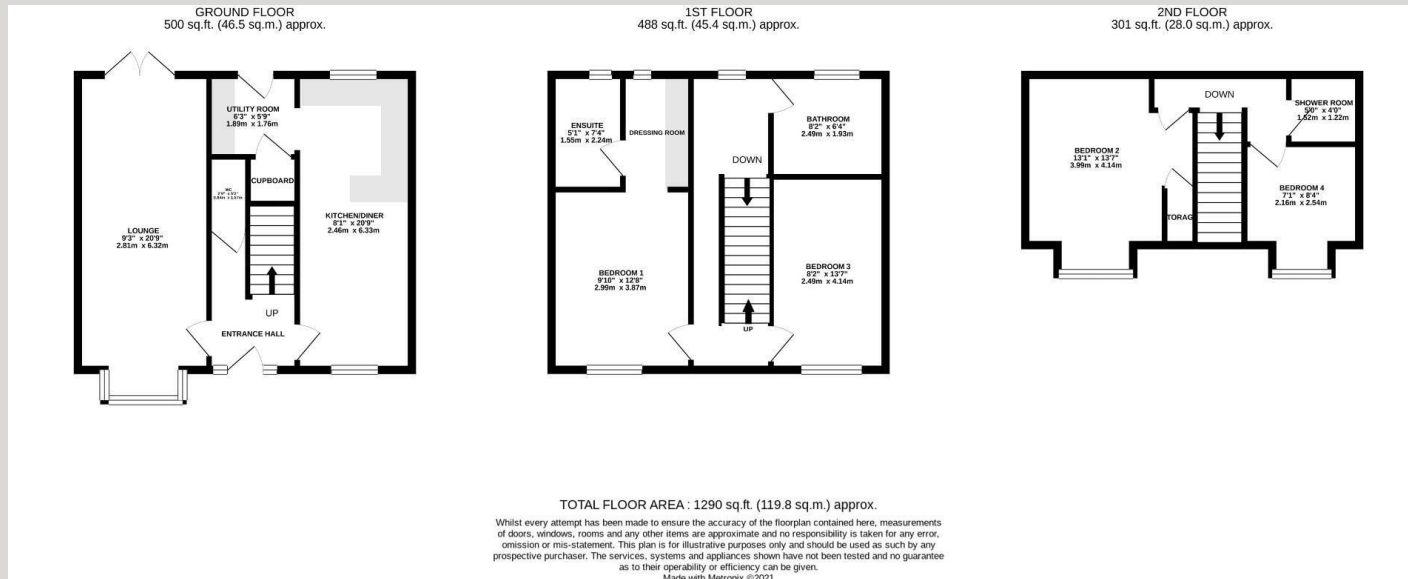 GROUND FLOOR
500 sq.ft. (46.5 sq.m.) approx.
UTILITY ROOM
6'3" x 5'9"
1.89m x 1.76m
CUPBOARD
WC
LOUNGE
9'3" x 20'9"
2.81m x 6.32m
KITCHEN/DINER
8'1" x 20'9"
2.46m x 6.33m
UP
ENTRANCE HALL
1ST FLOOR
488 sq.ft. (45.4 sq.m.) approx.
ENSUITE
5'1" x 7'4"
1.55m x 2.24m
DRESSING ROOM
BATHROOM
8'2" x 6'4"
2.49m x 1.93m
DOWN
BEDROOM 1
9'10" x 12'8"
2.99m x 3.87m
BEDROOM 3
8'2" x 13'7"
2.49m x 4.14m
UP
2ND FLOOR
301 sq.ft. (28.0 sq.m.) approx.
DOWN
SHOWER ROOM
5'0" x 4'0"
1.52m x 1.22m
BEDROOM 2
13'1" x 13'7"
3.99m x 4.14m
BEDROOM 4
7'1" x 8'4"
2.16m x 2.54m
TORAG
TOTAL FLOOR AREA : 1290 sq.ft. (119.8 sq.m.) approx.
Whilst every attempt has been made to ensure the accuracy of the floorplan contained here, measurements
of doors, windows, rooms and any other items are approximate and no responsibility is taken for any error,
omission or mis-statement. This plan is for illustrative purposes only and should be used as such by any
prospective purchaser. The services, systems and appliances shown have not been tested and no guarantee
as to their operability or efficiency can be given.
Made with Metropix ©2021